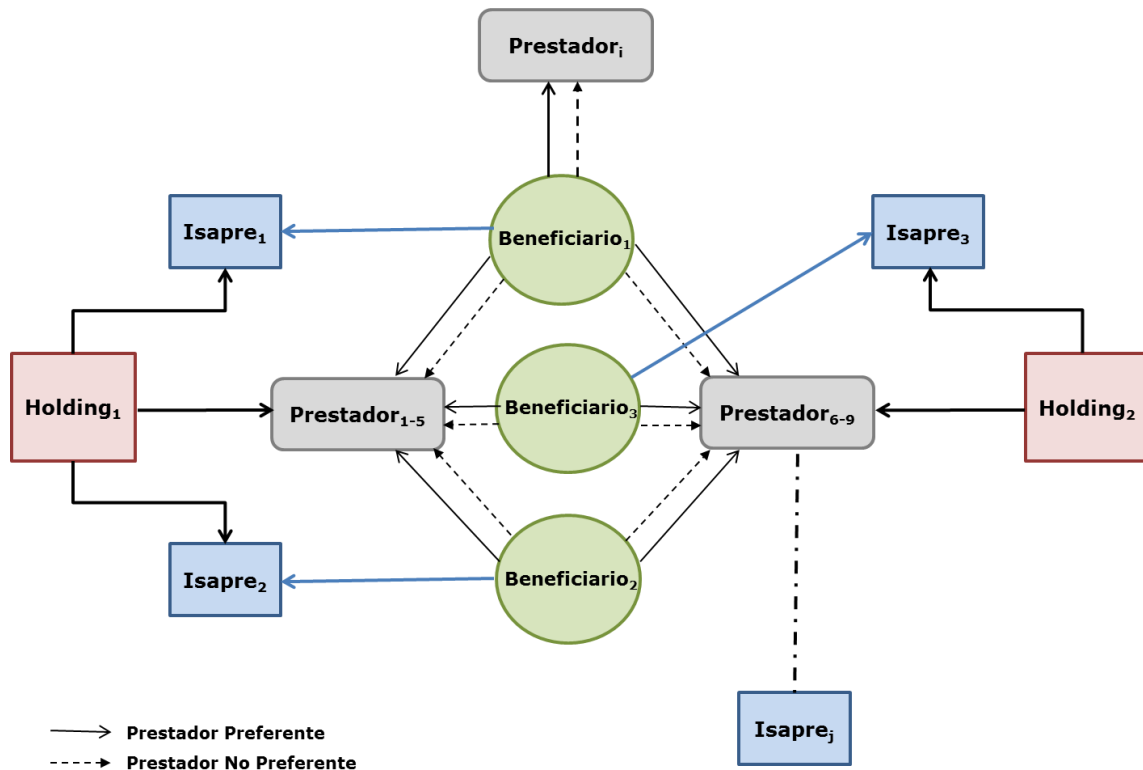 Prestadorᵢ
Isapre₁
Beneficiario₁
Isapre₃
Holding₁
Prestador₁₋₅
Beneficiario₃
Prestador₆₋₉
Holding₂
Isapre₂
Beneficiario₂
Isapreⱼ
Prestador Preferente
Prestador No Preferente